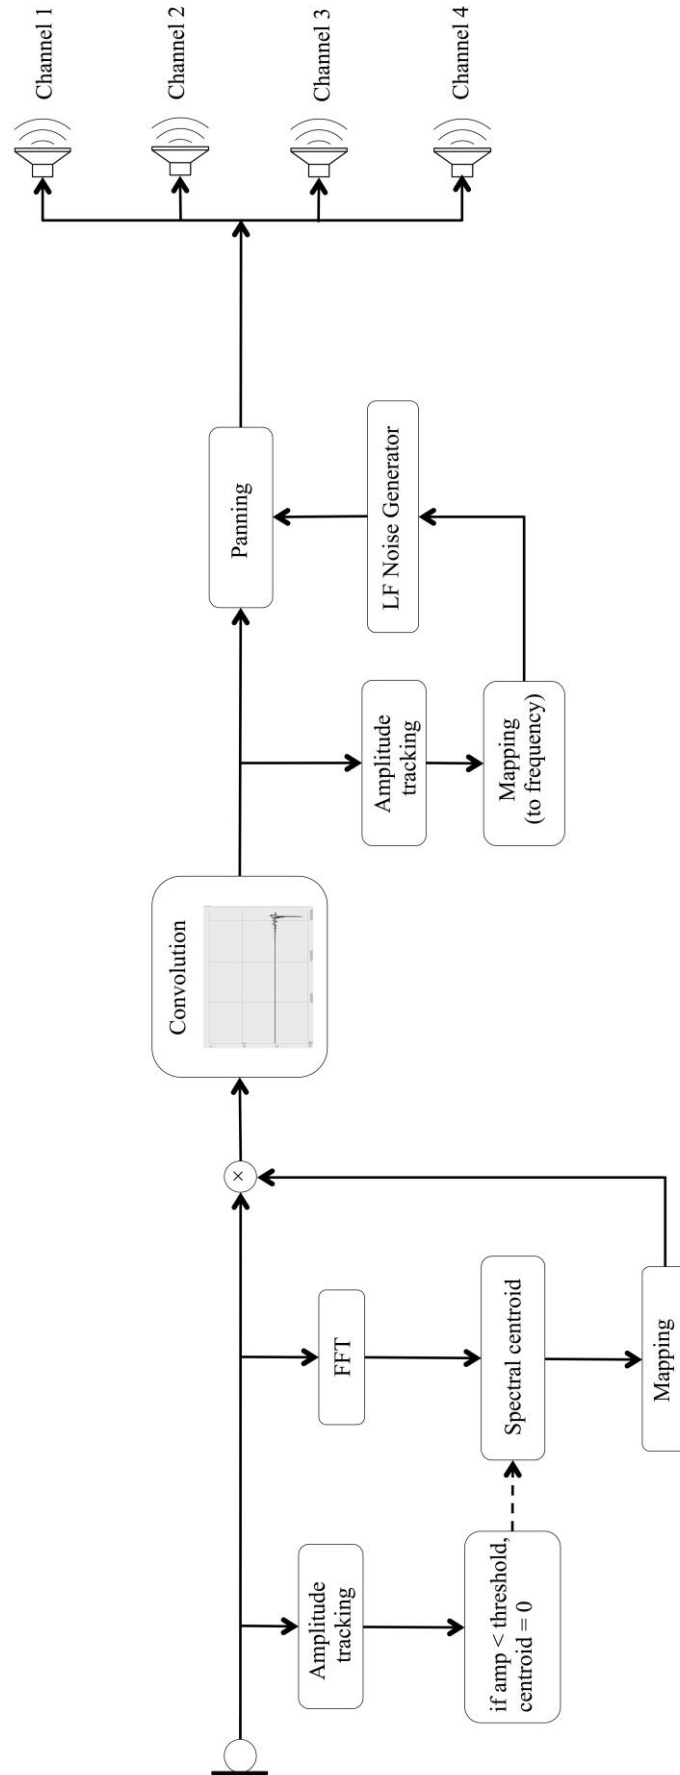 Channel 1
Channel 2
Channel 3
Channel 4
Panning
LF Noise Generator
Amplitude
tracking
Mapping
(to frequency)
Convolution
×
FFT
Spectral centroid
Mapping
Amplitude
tracking
if amp < threshold,
centroid = 0